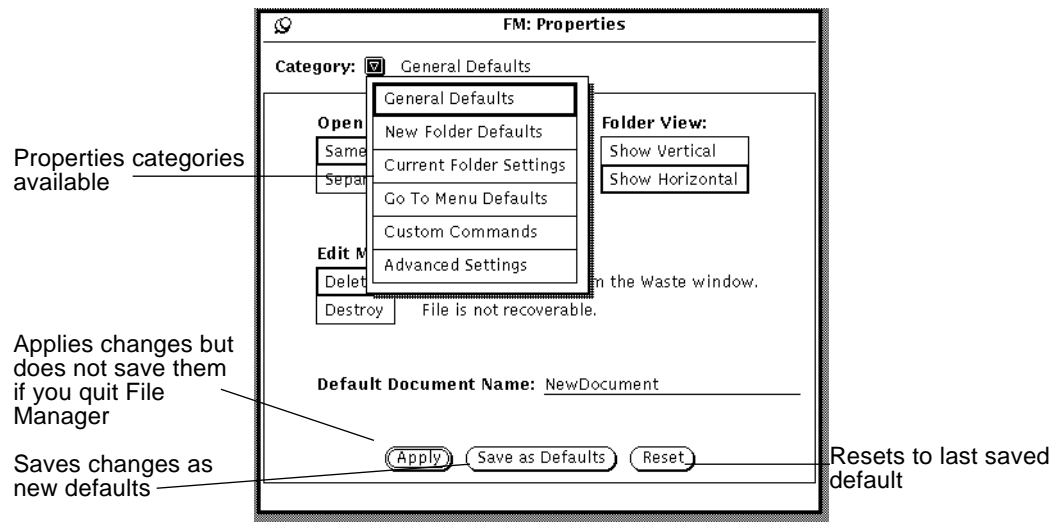 FM: Properties
Category: General Defaults
General Defaults
New Folder Defaults
Current Folder Settings
Go To Menu Defaults
Custom Commands
Advanced Settings
Open
Same
Folder View:
Show Vertical
Show Horizontal
Edit
the Waste window.
Destroy File is not recoverable.
Default Document Name: NewDocument
Apply Save as Defaults Reset
Properties categories
available
Applies changes but
does not save them
if you quit File
Manager
Saves changes as
new defaults
Resets to last saved
default